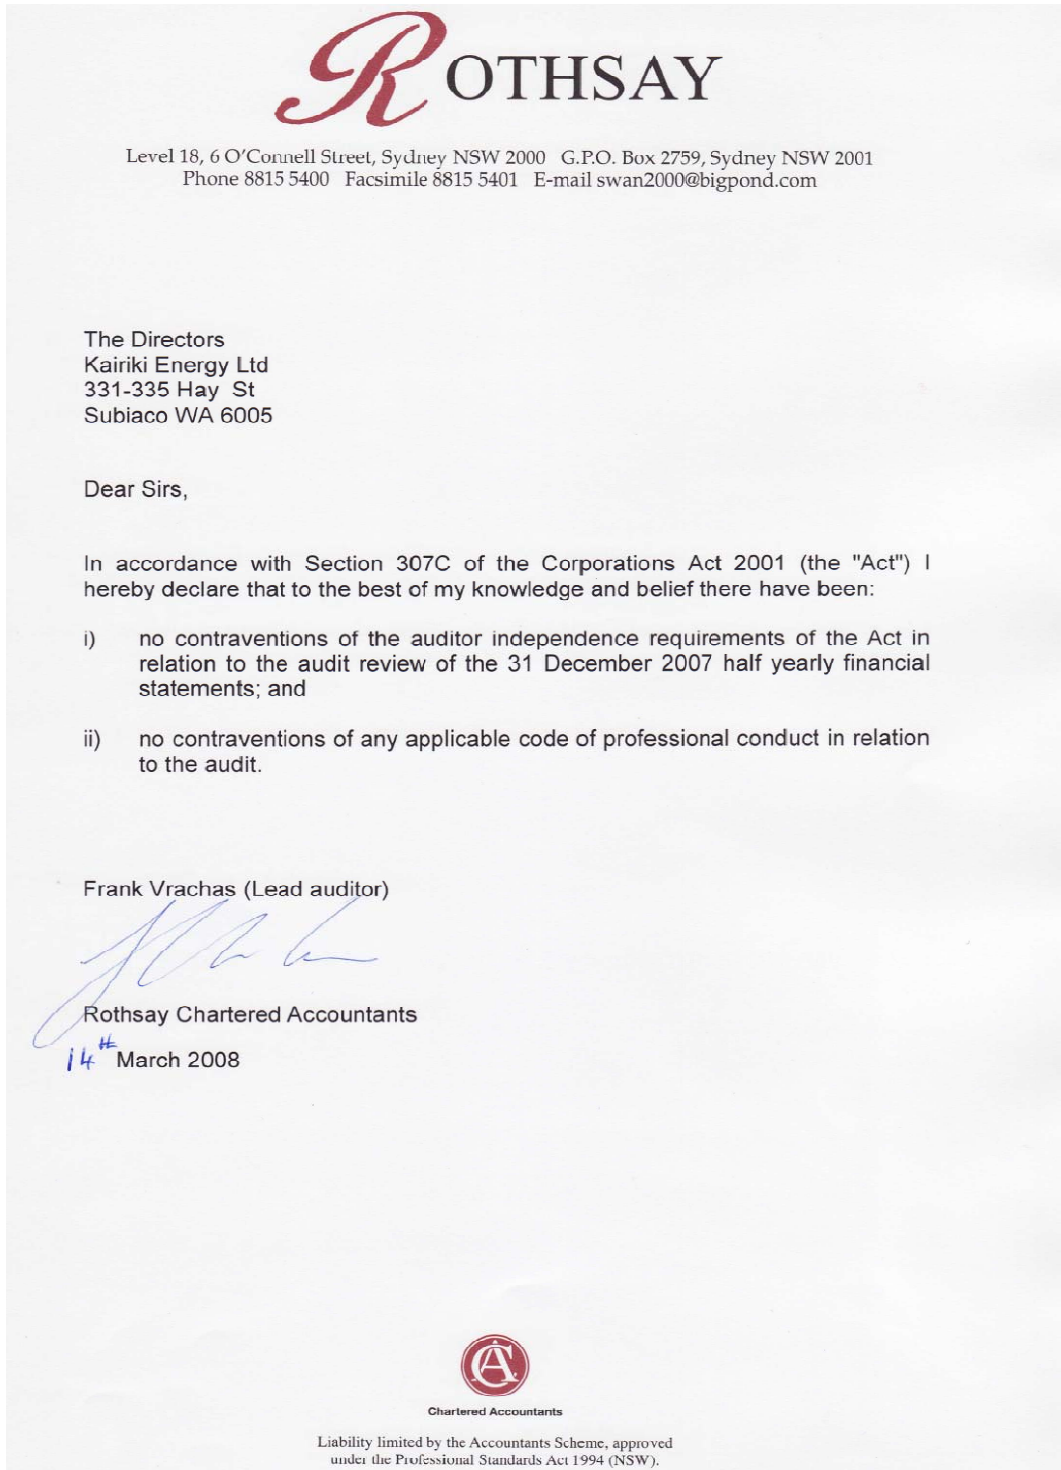 ROTHSAY
Level 18, 6 O'Connell Street, Sydney NSW 2000 G.P.O. Box 2759, Sydney NSW 2001
Phone 8815 5400 Facsimile 8815 5401 E-mail swan2000@bigpond.com
The Directors
Kairiki Energy Ltd
331-335 Hay St
Subiaco WA 6005
Dear Sirs,
In accordance with Section 307C of the Corporations Act 2001 (the "Act") I
hereby declare that to the best of my knowledge and belief there have been:
i) no contraventions of the auditor independence requirements of the Act in
relation to the audit review of the 31 December 2007 half yearly financial
statements; and
ii) no contraventions of any applicable code of professional conduct in relation
to the audit.
Frank Vrachas (Lead auditor)
Rothsay Chartered Accountants
14th March 2008
CA
Chartered Accountants
Liability limited by the Accountants Scheme, approved
under the Professional Standards Act 1994 (NSW).